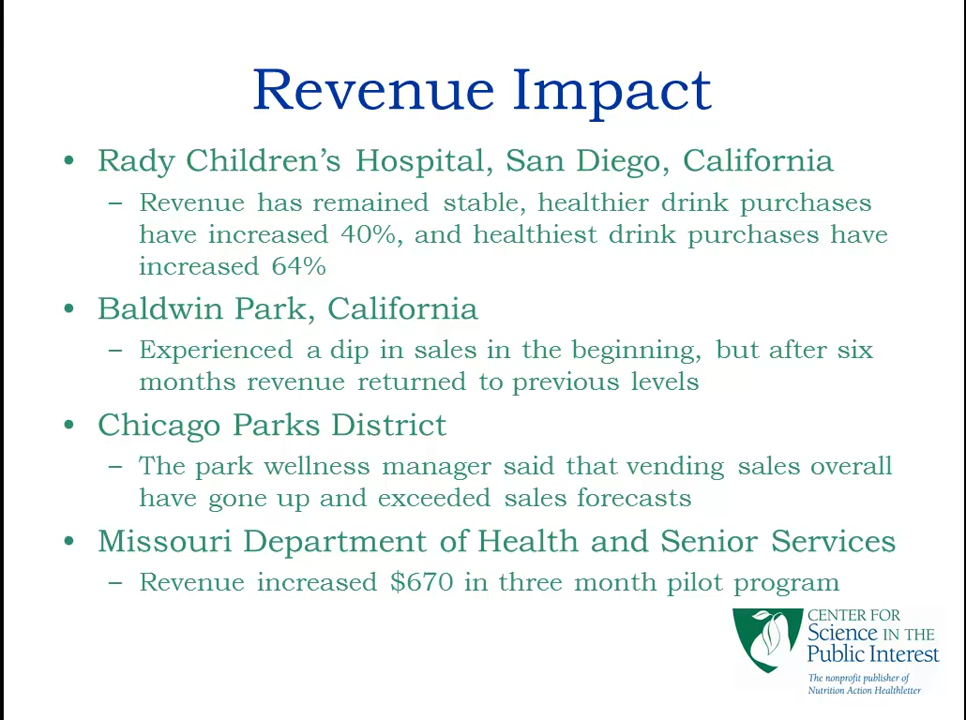 Revenue Impact
• Rady Children's Hospital, San Diego, California
– Revenue has remained stable, healthier drink purchases
have increased 40%, and healthiest drink purchases have
increased 64%
• Baldwin Park, California
– Experienced a dip in sales in the beginning, but after six
months revenue returned to previous levels
• Chicago Parks District
– The park wellness manager said that vending sales overall
have gone up and exceeded sales forecasts
• Missouri Department of Health and Senior Services
– Revenue increased $670 in three month pilot program
CENTER FOR
Science IN THE
Public Interest
The nonprofit publisher of
Nutrition Action Healthletter